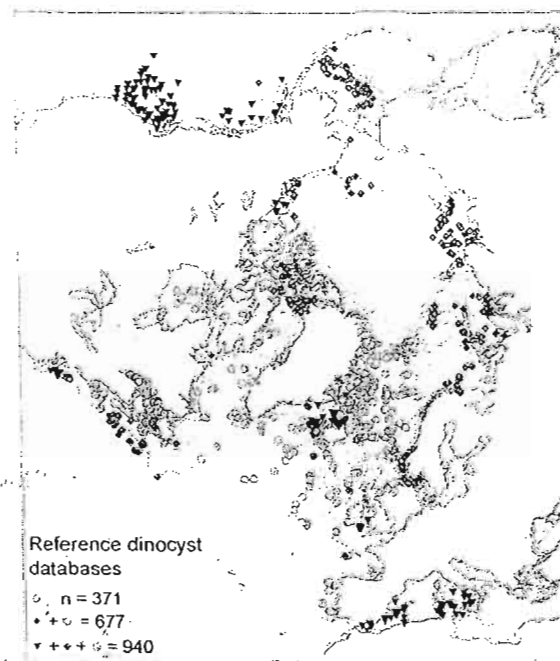 Reference dinocyst
databases
○ n = 371
♦ + ○ = 677
▼ + ♦ + ○ = 940